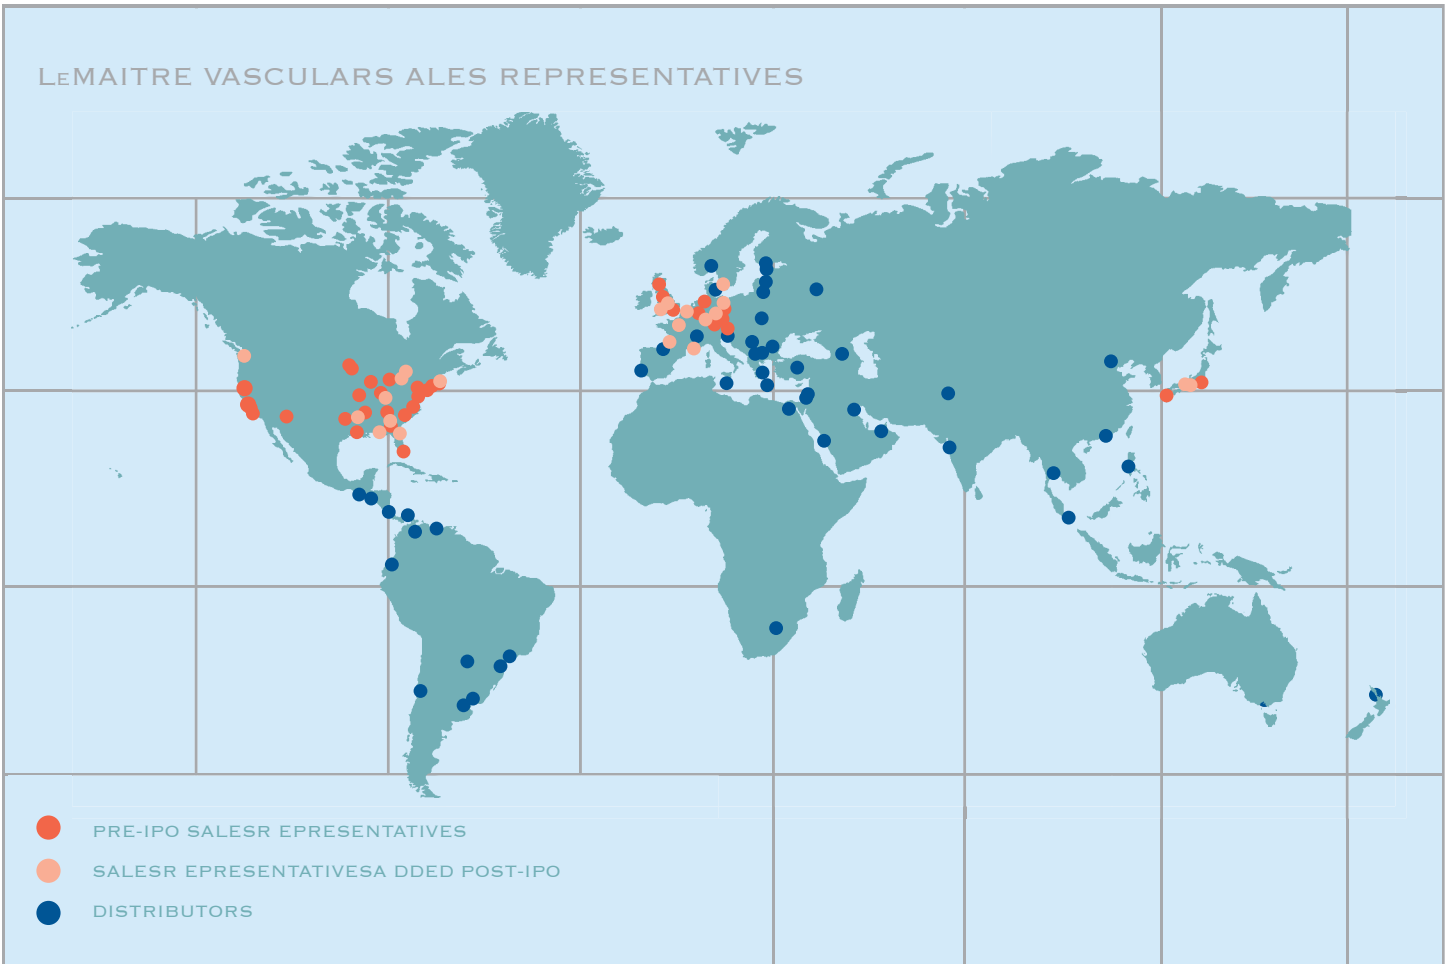 LeMAITRE VASCULARS ALES REPRESENTATIVES
PRE-IPO SALESR EPRESENTATIVES
SALESR EPRESENTATIVESA DDED POST-IPO
DISTRIBUTORS